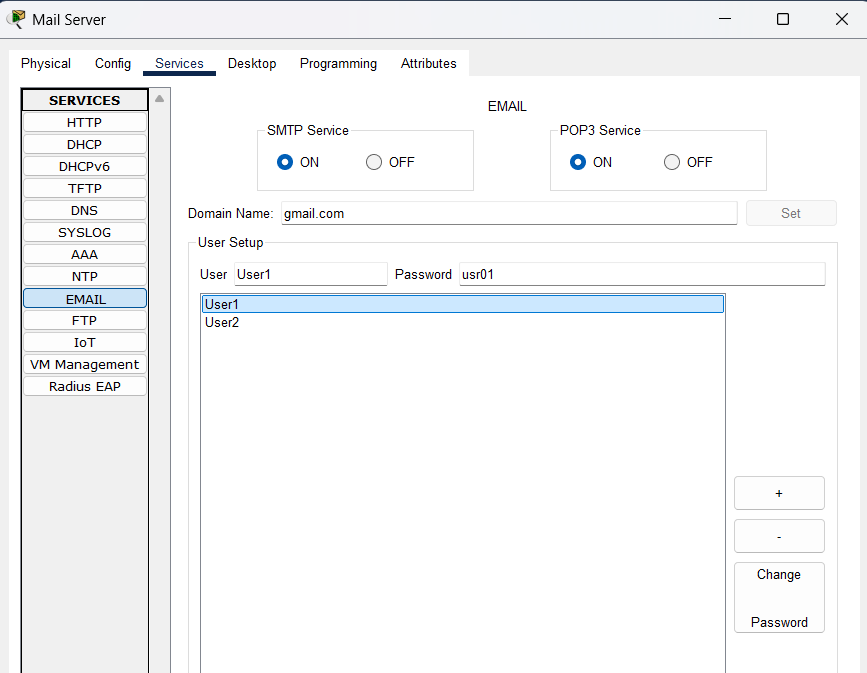 Mail Server
Physical Config Services Desktop Programming Attributes
SERVICES
HTTP
DHCP
DHCPv6
TFTP
DNS
SYSLOG
AAA
NTP
EMAIL
FTP
IoT
VM Management
Radius EAP
EMAIL
SMTP Service
ON OFF
POP3 Service
ON OFF
Domain Name: gmail.com Set
User Setup
User User1 Password usr01
User1
User2
+
-
Change
Password